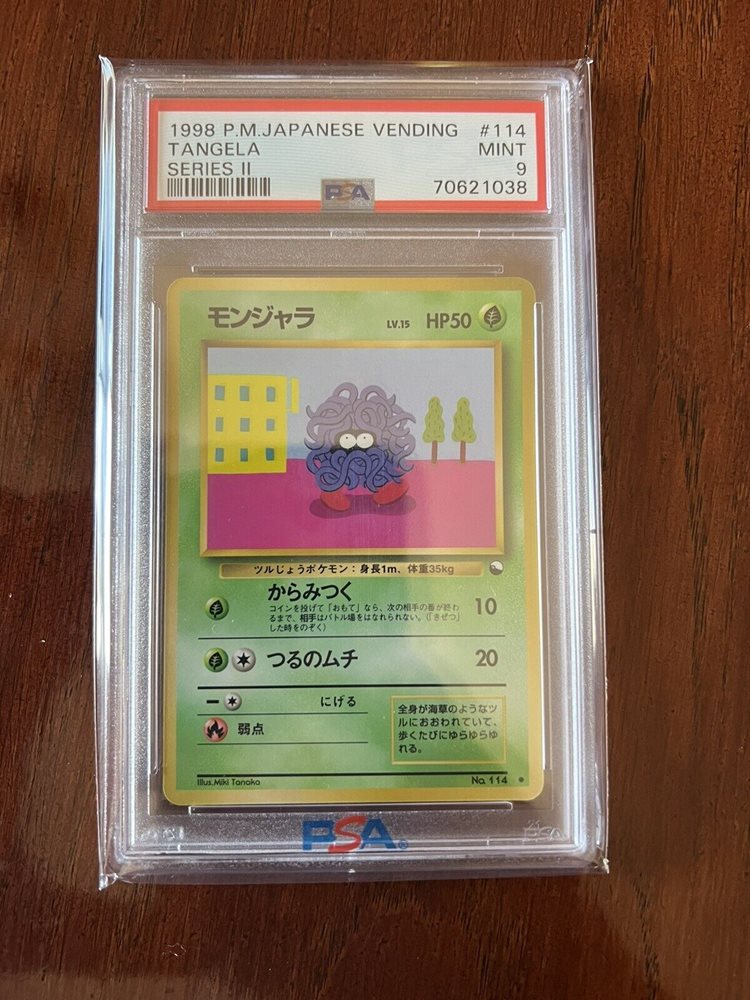 1998 P.M.JAPANESE VENDING #114
TANGELA MINT
SERIES II 9
PSA 70621038
モンジャラ LV.15 HP50
ツルじょうポケモン：身長1m、体重35kg
からみつく
コインを投げて「おもて」なら、次の相手の番が終わ
るまで、相手はバトル場をはなれられない。（「きぜつ」
した時をのぞく）
10
つるのムチ 20
にげる
弱点
全身が海草のようなツ
ルにおおわれていて、
歩くたびにゆらゆらゆ
れる。
Illus.Miki Tanaka No. 114
PSA®